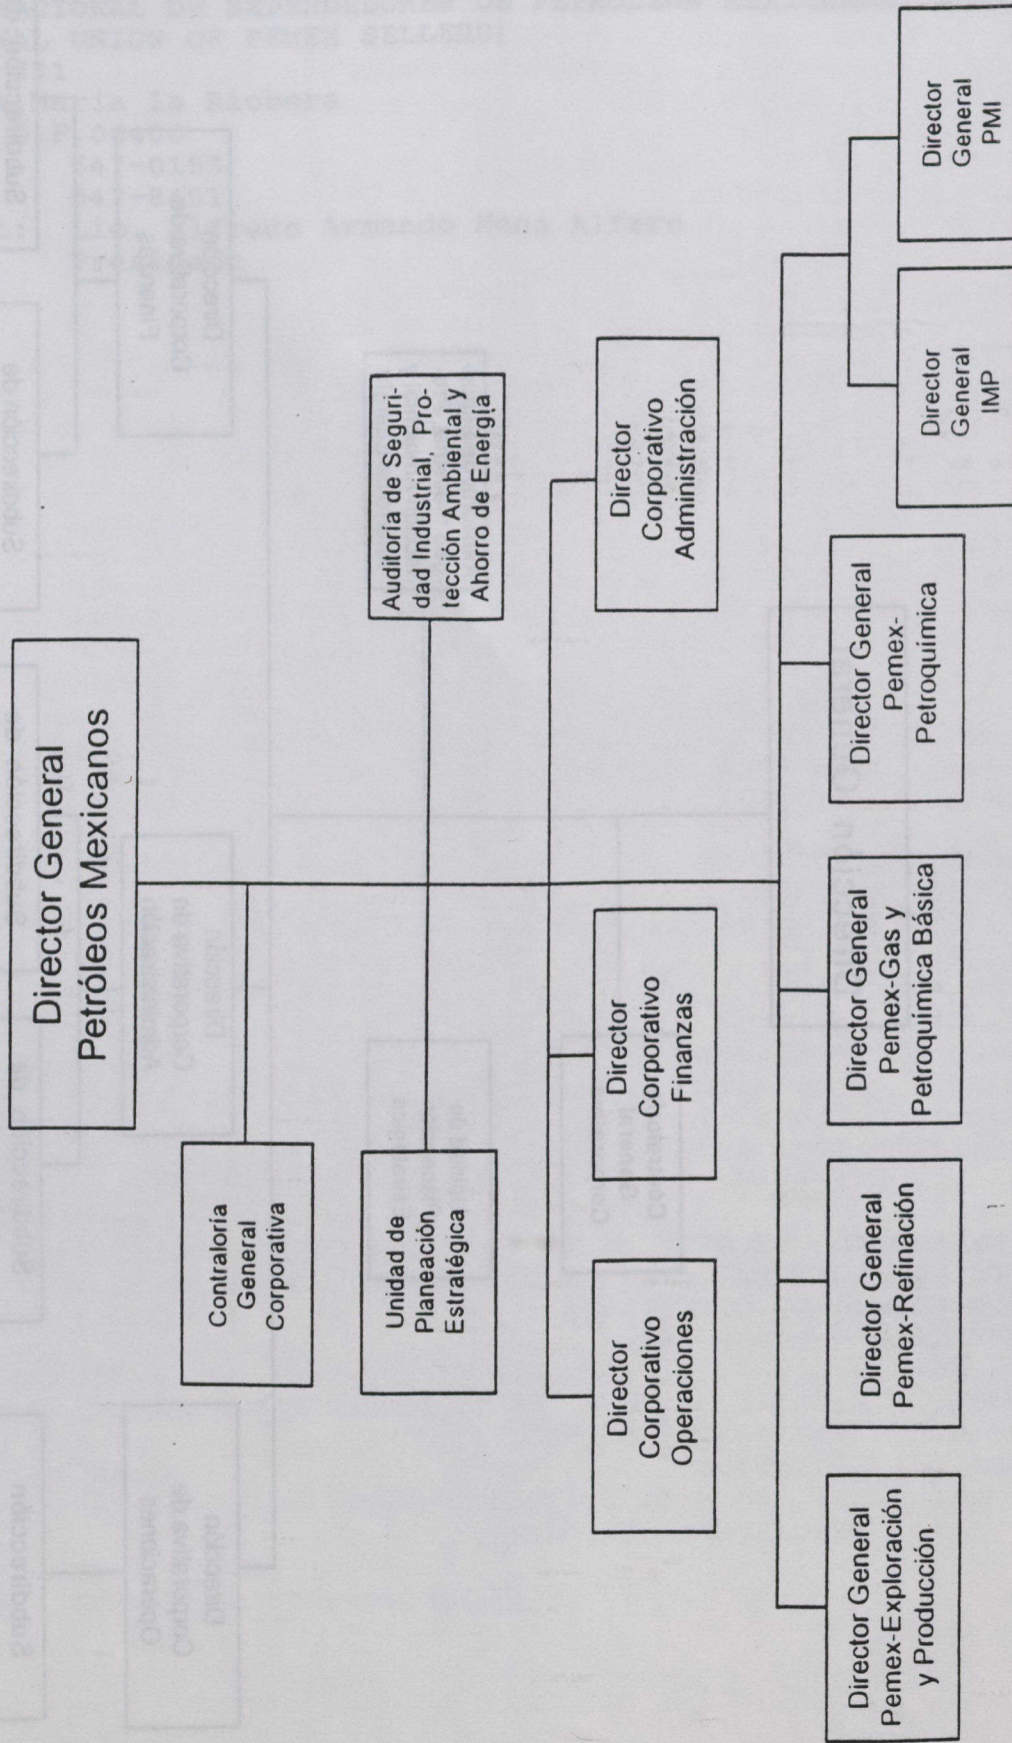 Director General
Petróleos Mexicanos
Contraloría
General
Corporativa
Unidad de
Planeación
Estratégica
Auditoría de Seguri-
dad Industrial, Pro-
tección Ambiental y
Ahorro de Energía
Director
Corporativo
Operaciones
Director
Corporativo
Finanzas
Director
Corporativo
Administración
Director General
Pemex-Exploración
y Producción
Director General
Pemex-Refinación
Director General
Pemex-Gas y
Petroquímica Básica
Director General
Pemex-
Petroquímica
Director
General
IMP
Director
General
PMI